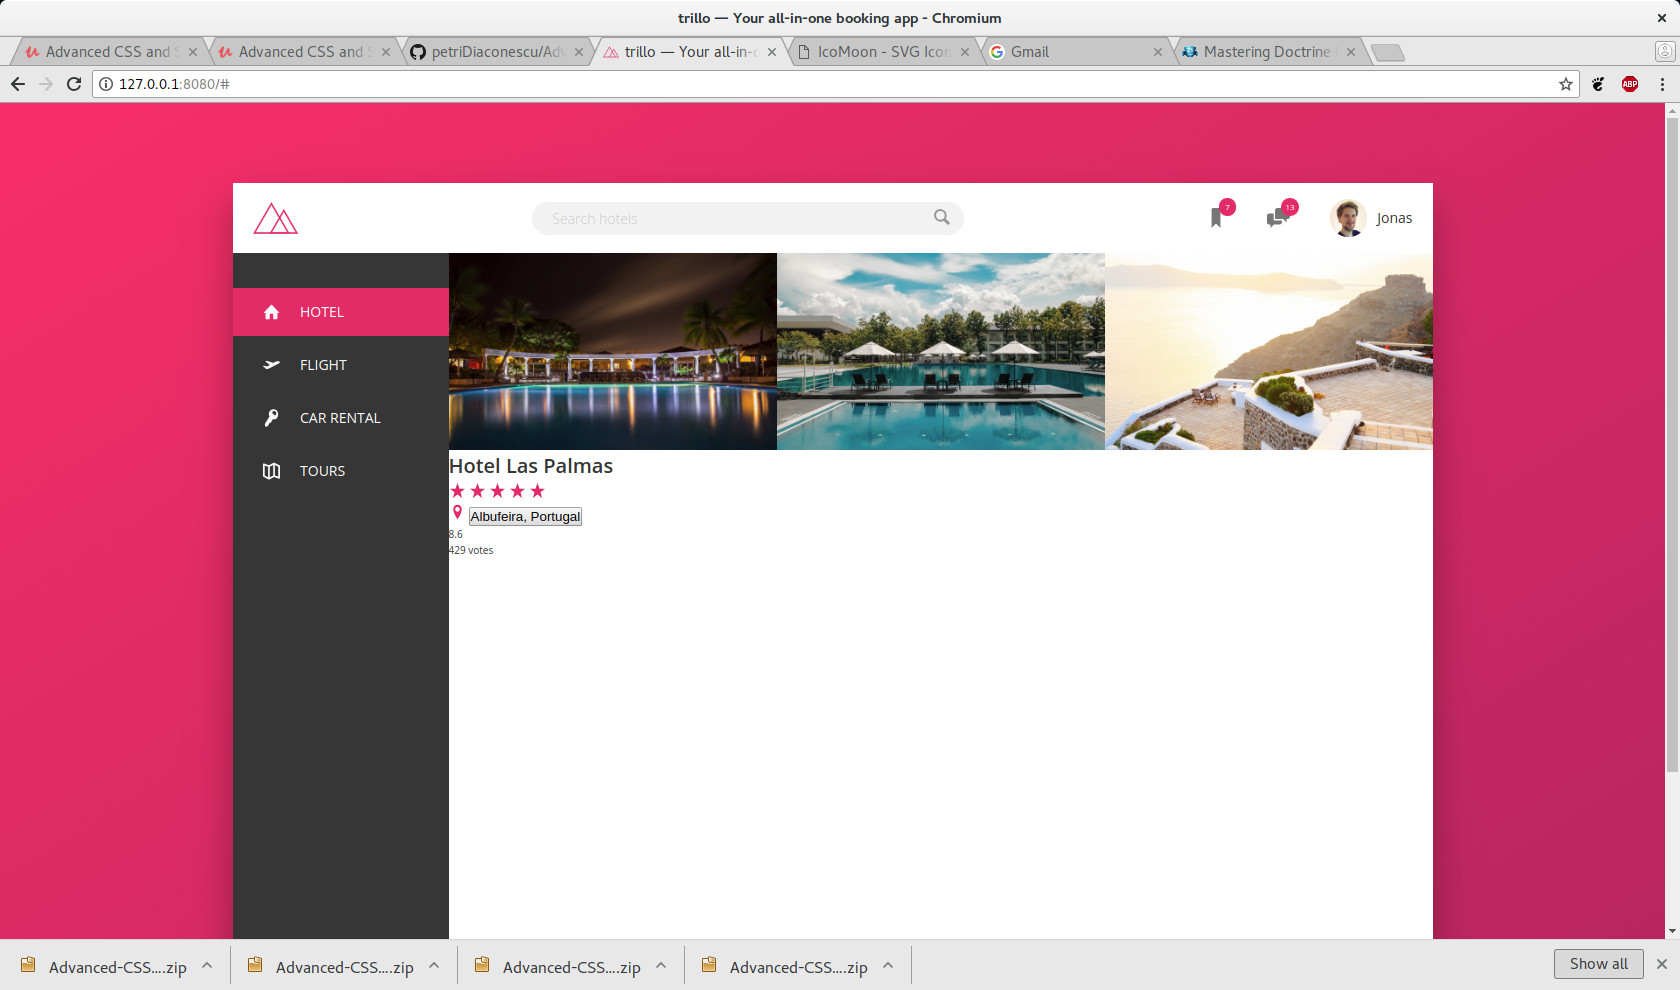 trillo — Your all-in-one booking app - Chromium
Advanced CSS and S
Advanced CSS and S
petriDiaconescu/Adv
trillo — Your all-in-o
IcoMoon - SVG Icon
Gmail
Mastering Doctrine
127.0.0.1:8080/#
ABP
Search hotels
7
13
Jonas
HOTEL
FLIGHT
CAR RENTAL
TOURS
Hotel Las Palmas
Albufeira, Portugal
8.6
429 votes
Advanced-CSS....zip
Advanced-CSS....zip
Advanced-CSS....zip
Advanced-CSS....zip
Show all